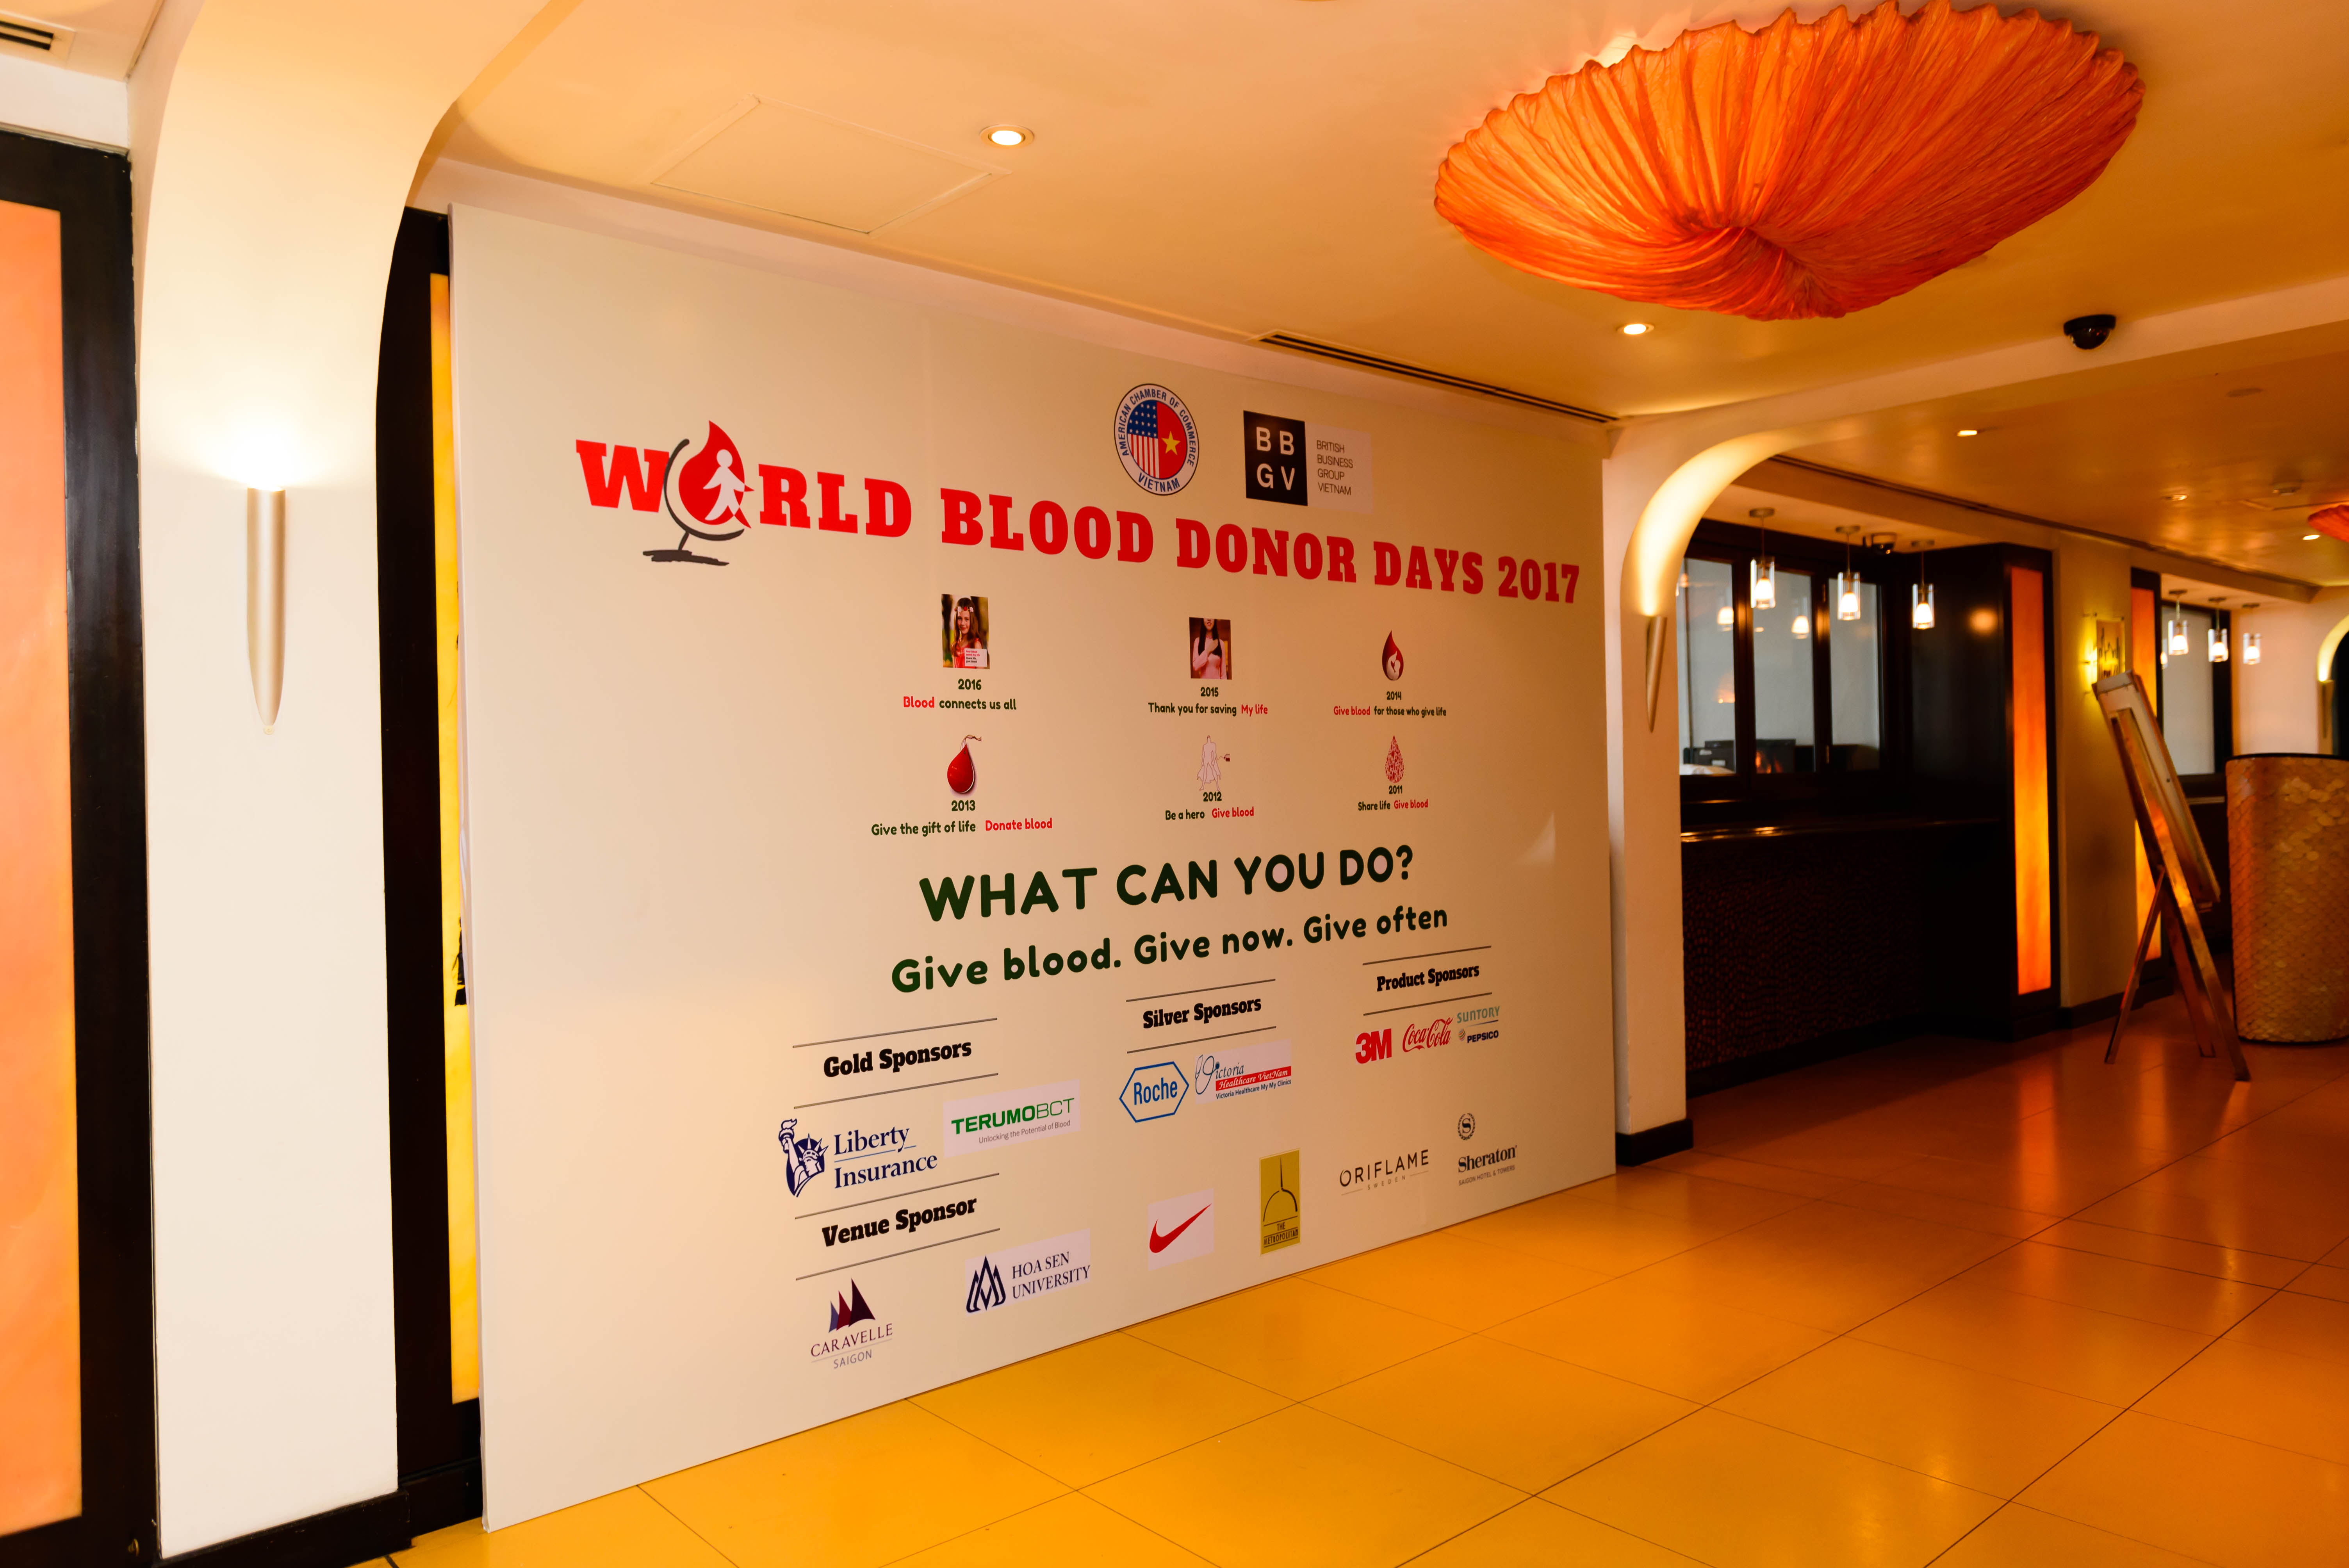 AMERICAN CHAMBER OF COMMERCE
VIETNAM
BB
GV
BRITISH
BUSINESS
GROUP
VIETNAM
WORLD BLOOD DONOR DAYS 2017
2016
Blood connects us all
2015
Thank you for saving My life
2014
Give blood for those who give life
2013
Give the gift of life Donate blood
2012
Be a hero Give blood
2011
Share life Give blood
WHAT CAN YOU DO?
Give blood. Give now. Give often
Gold Sponsors
Liberty
Insurance
TERUMOBCT
Unlocking the Potential of Blood
Silver Sponsors
Roche
Victoria
Healthcare VietNam
Victoria Healthcare My My Clinics
Product Sponsors
3M
Coca-Cola
SUNTORY
PEPSICO
Venue Sponsor
CARAVELLE
SAIGON
HOA SEN
UNIVERSITY
THE
METROPOLITAN
ORIFLAME
SWEDEN
S
Sheraton
SAIGON HOTEL & TOWERS